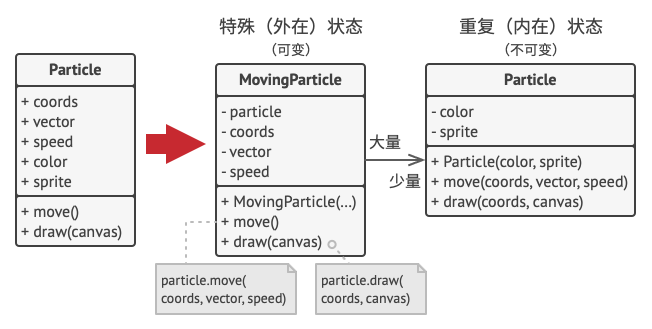 特殊（外在）状态
（可变）
重复（内在）状态
（不可变）
Particle
+ coords
+ vector
+ speed
+ color
+ sprite
+ move()
+ draw(canvas)
MovingParticle
- particle
- coords
- vector
- speed
+ MovingParticle(...)
+ move()
+ draw(canvas)
大量
少量
Particle
- color
- sprite
+ Particle(color, sprite)
+ move(coords, vector, speed)
+ draw(coords, canvas)
particle.move(
coords, vector, speed)
particle.draw(
coords, canvas)